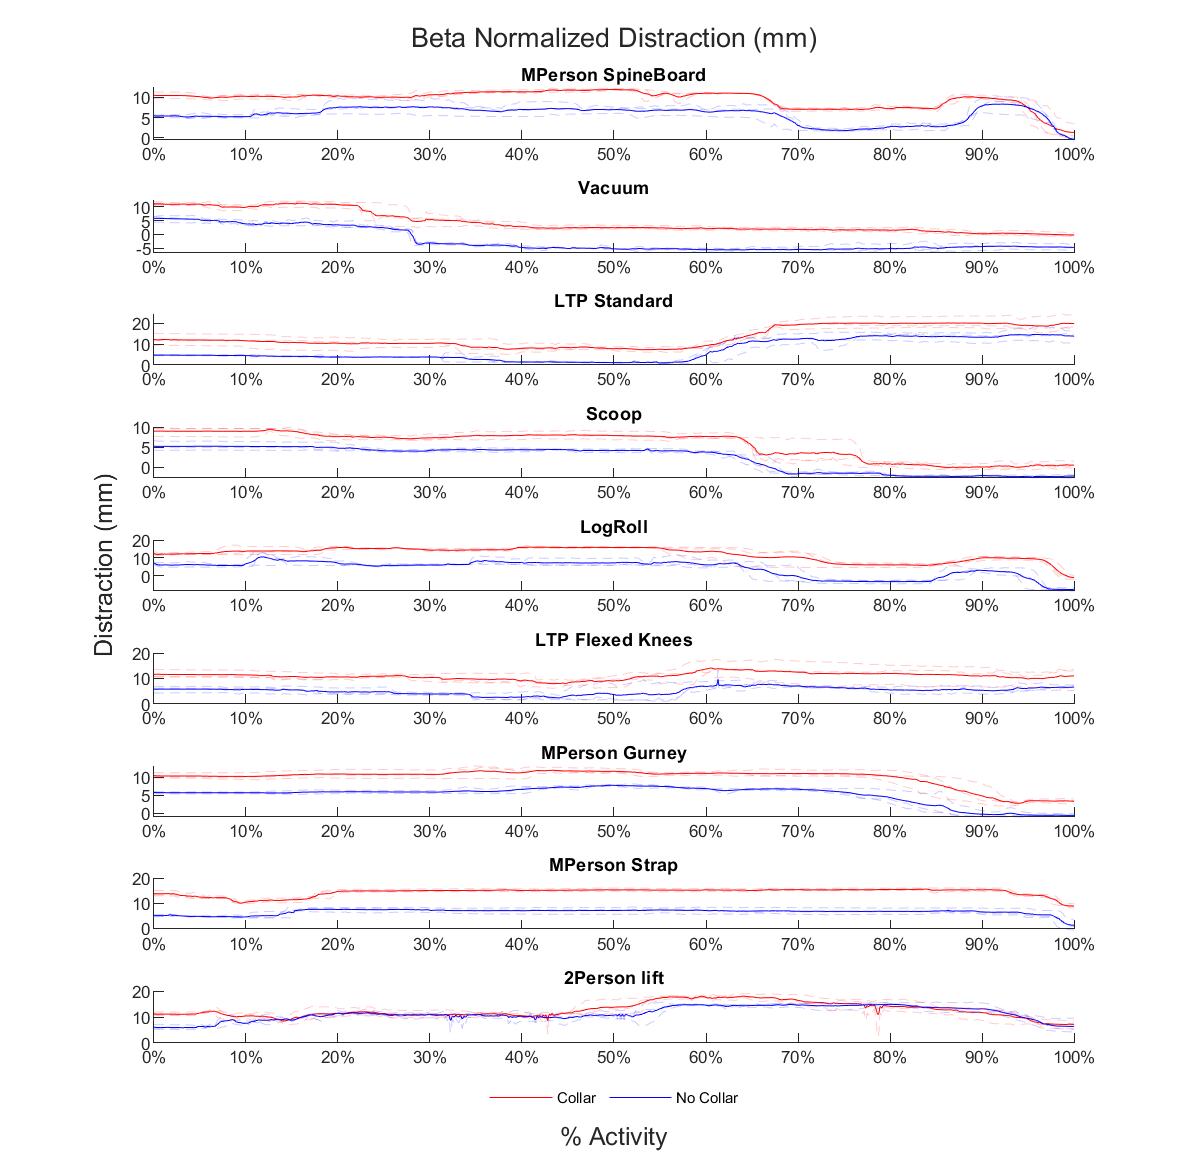 Beta Normalized Distraction (mm)
MPerson SpineBoard
10
5
0
0% 10% 20% 30% 40% 50% 60% 70% 80% 90% 100%
Vacuum
10
5
0
-5
0% 10% 20% 30% 40% 50% 60% 70% 80% 90% 100%
LTP Standard
20
10
0
0% 10% 20% 30% 40% 50% 60% 70% 80% 90% 100%
Scoop
10
5
0
0% 10% 20% 30% 40% 50% 60% 70% 80% 90% 100%
Distraction (mm)
LogRoll
20
10
0
0% 10% 20% 30% 40% 50% 60% 70% 80% 90% 100%
LTP Flexed Knees
20
10
0
0% 10% 20% 30% 40% 50% 60% 70% 80% 90% 100%
MPerson Gurney
10
5
0
0% 10% 20% 30% 40% 50% 60% 70% 80% 90% 100%
MPerson Strap
20
10
0
0% 10% 20% 30% 40% 50% 60% 70% 80% 90% 100%
2Person lift
20
10
0
0% 10% 20% 30% 40% 50% 60% 70% 80% 90% 100%
Collar No Collar
% Activity